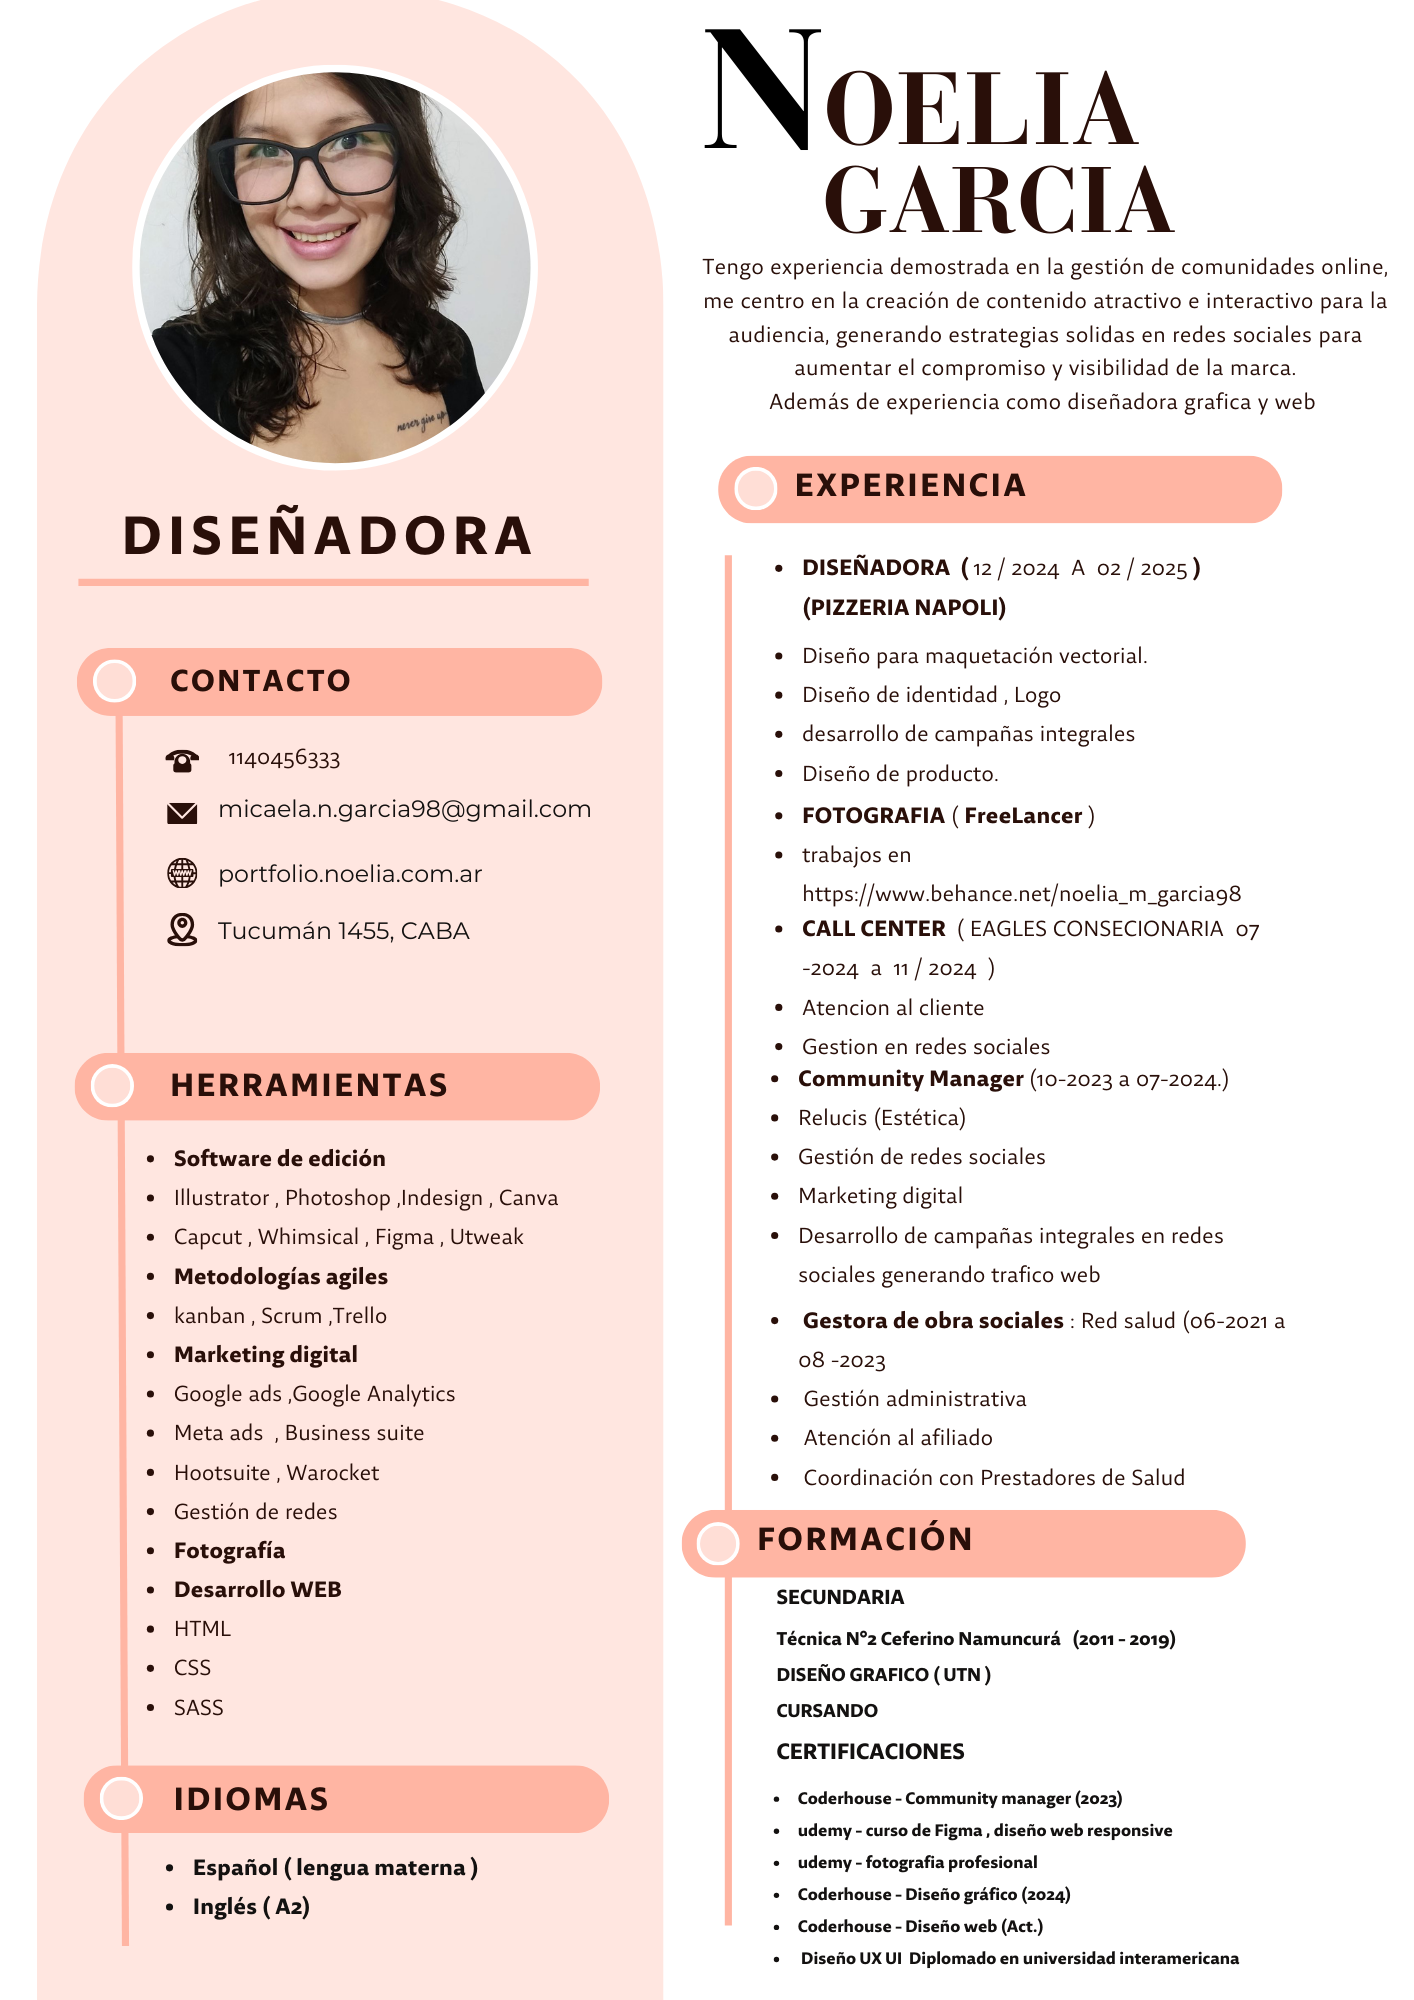 NOELIA
GARCIA
Tengo experiencia demostrada en la gestión de comunidades online,
me centro en la creación de contenido atractivo e interactivo para la
audiencia, generando estrategias solidas en redes sociales para
aumentar el compromiso y visibilidad de la marca.
Además de experiencia como diseñadora grafica y web
never give up
DISEÑADORA
CONTACTO
1140456333
micaela.n.garcia98@gmail.com
portfolio.noelia.com.ar
Tucumán 1455, CABA
HERRAMIENTAS
• Software de edición
• Illustrator , Photoshop ,Indesign , Canva
• Capcut , Whimsical , Figma , Utweak
• Metodologías agiles
• kanban , Scrum ,Trello
• Marketing digital
• Google ads ,Google Analytics
• Meta ads , Business suite
• Hootsuite , Warocket
• Gestión de redes
• Fotografía
• Desarrollo WEB
• HTML
• CSS
• SASS
IDIOMAS
• Español ( lengua materna )
• Inglés ( A2)
EXPERIENCIA
• DISEÑADORA ( 12 / 2024 A 02 / 2025 )
(PIZZERIA NAPOLI)
• Diseño para maquetación vectorial.
• Diseño de identidad , Logo
• desarrollo de campañas integrales
• Diseño de producto.
• FOTOGRAFIA ( FreeLancer )
• trabajos en
https://www.behance.net/noelia_m_garcia98
• CALL CENTER ( EAGLES CONSECIONARIA 07
-2024 a 11 / 2024 )
• Atencion al cliente
• Gestion en redes sociales
• Community Manager (10-2023 a 07-2024.)
• Relucis (Estética)
• Gestión de redes sociales
• Marketing digital
• Desarrollo de campañas integrales en redes
sociales generando trafico web
• Gestora de obra sociales : Red salud (06-2021 a
08 -2023
• Gestión administrativa
• Atención al afiliado
• Coordinación con Prestadores de Salud
FORMACIÓN
SECUNDARIA
Técnica N°2 Ceferino Namuncurá (2011 - 2019)
DISEÑO GRAFICO ( UTN )
CURSANDO
CERTIFICACIONES
• Coderhouse - Community manager (2023)
• udemy - curso de Figma , diseño web responsive
• udemy - fotografia profesional
• Coderhouse - Diseño gráfico (2024)
• Coderhouse - Diseño web (Act.)
• Diseño UX UI Diplomado en universidad interamericana